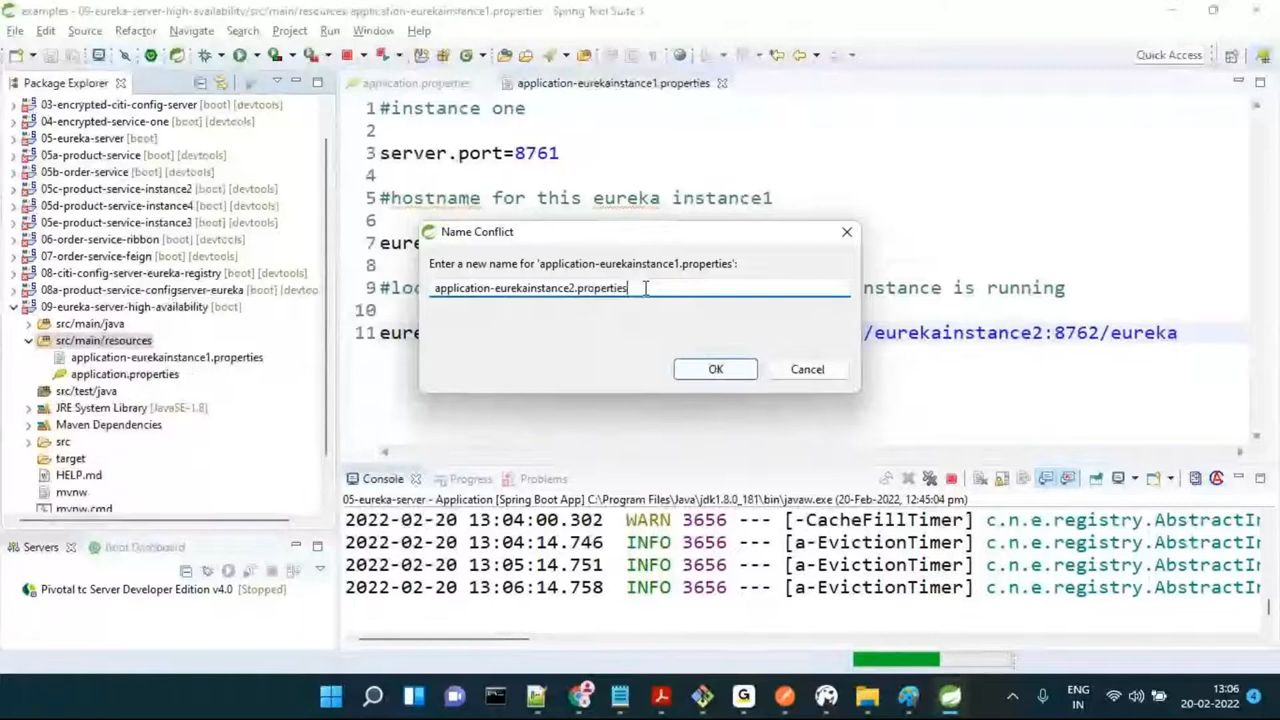 examples - 09-eureka-server-high-availability/src/main/resources/application-eurekainstance1.properties - Spring Tool Suite 3
File Edit Source Refactor Navigate Search Project Run Window Help
Quick Access
Package Explorer
03-encrypted-citi-config-server [boot] [devtools]
04-encrypted-service-one [boot] [devtools]
05-eureka-server [boot]
05a-product-service [boot] [devtools]
05b-order-service [boot] [devtools]
05c-product-service-instance2 [boot] [devtools]
05d-product-service-instance4 [boot] [devtools]
05e-product-service-instance3 [boot] [devtools]
06-order-service-ribbon [boot] [devtools]
07-order-service-feign [boot] [devtools]
08-citi-config-server-eureka-registry [boot] [devtools]
08a-product-service-configserver-eureka [boot] [devtoo
09-eureka-server-high-availability [boot]
src/main/java
src/main/resources
application-eurekainstance1.properties
application.properties
src/test/java
JRE System Library [JavaSE-1.8]
Maven Dependencies
src
target
HELP.md
mvnw
mvnw.cmd
Servers Boot Dashboard
Pivotal tc Server Developer Edition v4.0 [Stopped]
application.properties application-eurekainstance1.properties
1 #instance one
2
3 server.port=8761
4
5 #hostname for this eureka instance1
6
7 eure
8
9 #loc nstance is running
10
11 eure /eurekainstance2:8762/eureka
Name Conflict
Enter a new name for 'application-eurekainstance1.properties':
application-eurekainstance2.properties
OK Cancel
Console Progress Problems
05-eureka-server - Application [Spring Boot App] C:\Program Files\Java\jdk1.8.0_181\bin\javaw.exe (20-Feb-2022, 12:45:04 pm)
2022-02-20 13:04:00.302 WARN 3656 --- [-CacheFillTimer] c.n.e.registry.AbstractIn
2022-02-20 13:04:14.746 INFO 3656 --- [a-EvictionTimer] c.n.e.registry.AbstractIn
2022-02-20 13:05:14.751 INFO 3656 --- [a-EvictionTimer] c.n.e.registry.AbstractIn
2022-02-20 13:06:14.758 INFO 3656 --- [a-EvictionTimer] c.n.e.registry.AbstractIn
ENG
IN
13:06
20-02-2022
4